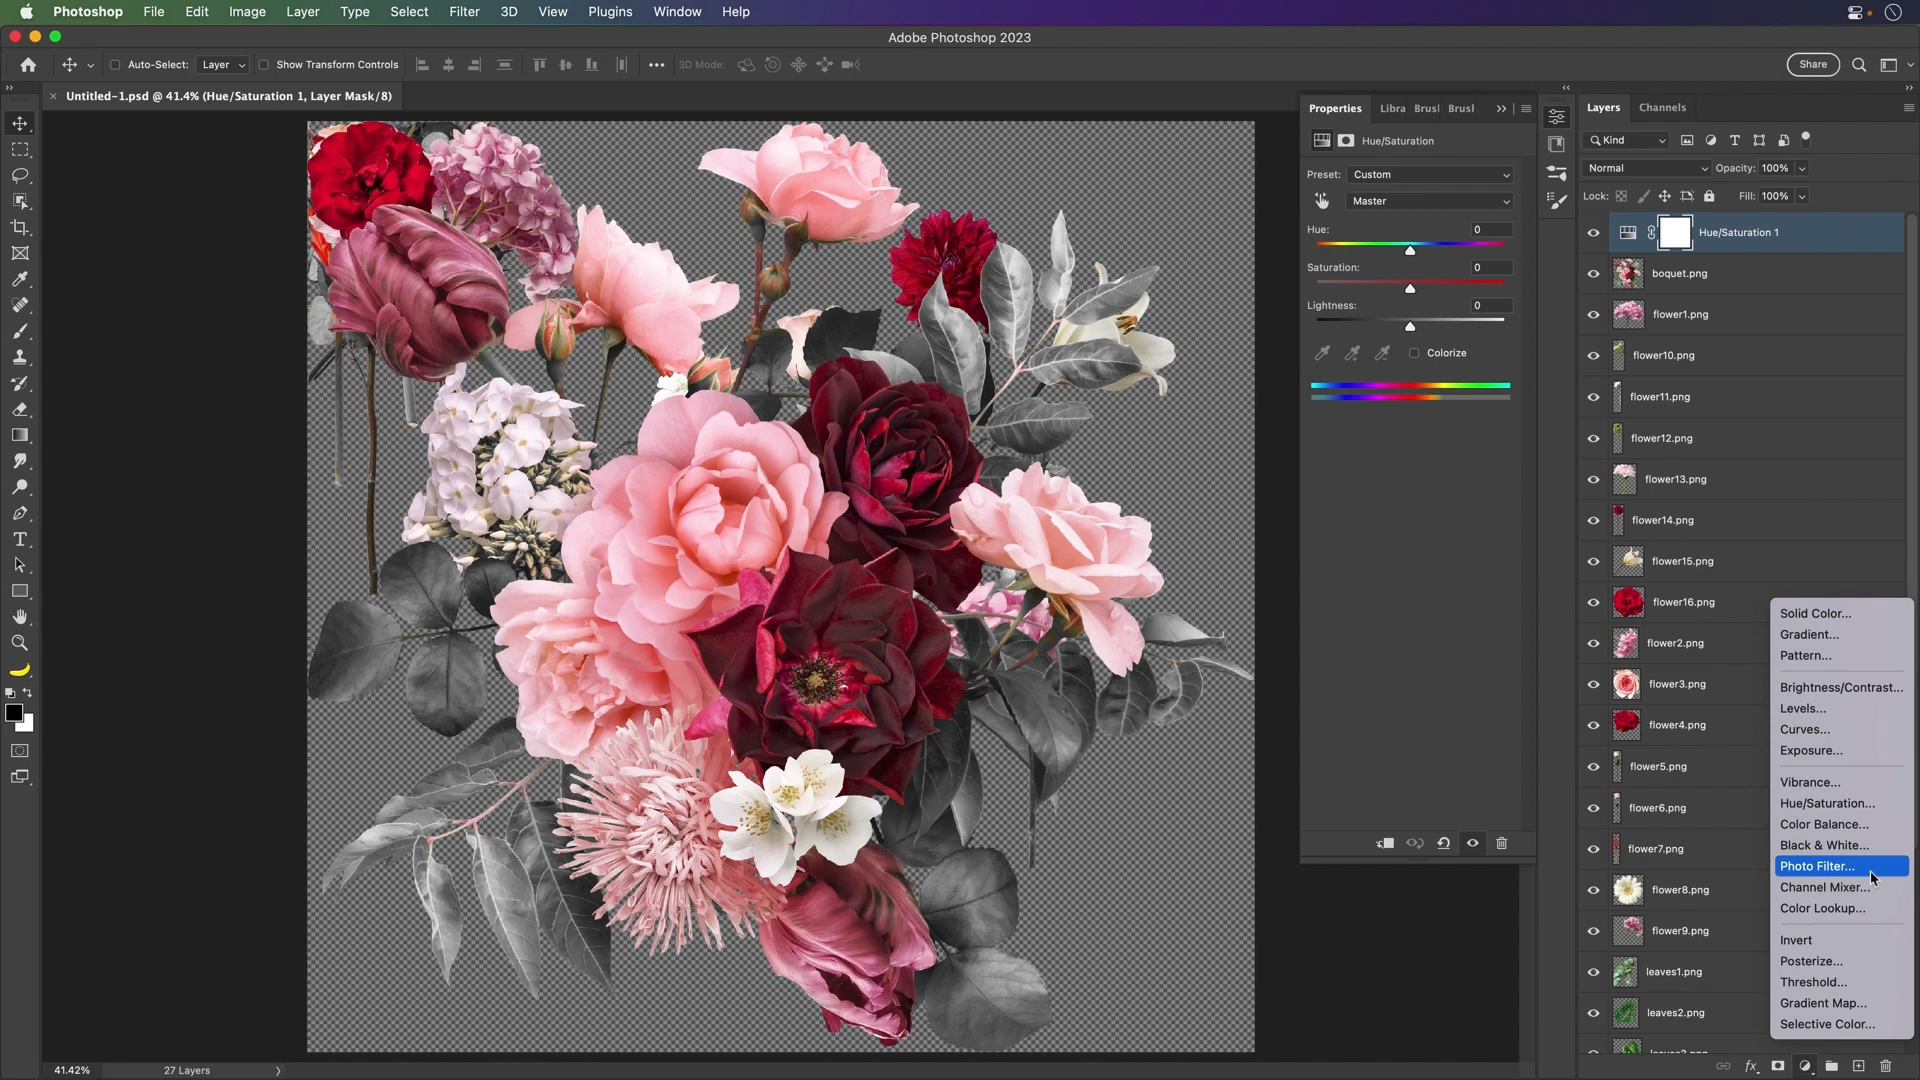 Photoshop File Edit Image Layer Type Select Filter 3D View Plugins Window Help
Adobe Photoshop 2023
Auto-Select: Layer Show Transform Controls 3D Mode: Share
Untitled-1.psd @ 41.4% (Hue/Saturation 1, Layer Mask/8)
Properties Libra Brusl Brusl
Hue/Saturation
Preset: Custom
Master
Hue: 0
Saturation: 0
Lightness: 0
Colorize
Layers Channels
Kind
Normal Opacity: 100%
Lock: Fill: 100%
Hue/Saturation 1
boquet.png
flower1.png
flower10.png
flower11.png
flower12.png
flower13.png
flower14.png
flower15.png
flower16.png
flower2.png
flower3.png
flower4.png
flower5.png
flower6.png
flower7.png
flower8.png
flower9.png
leaves1.png
leaves2.png
Solid Color...
Gradient...
Pattern...
Brightness/Contrast...
Levels...
Curves...
Exposure...
Vibrance...
Hue/Saturation...
Color Balance...
Black & White...
Photo Filter...
Channel Mixer...
Color Lookup...
Invert
Posterize...
Threshold...
Gradient Map...
Selective Color...
41.42% 27 Layers